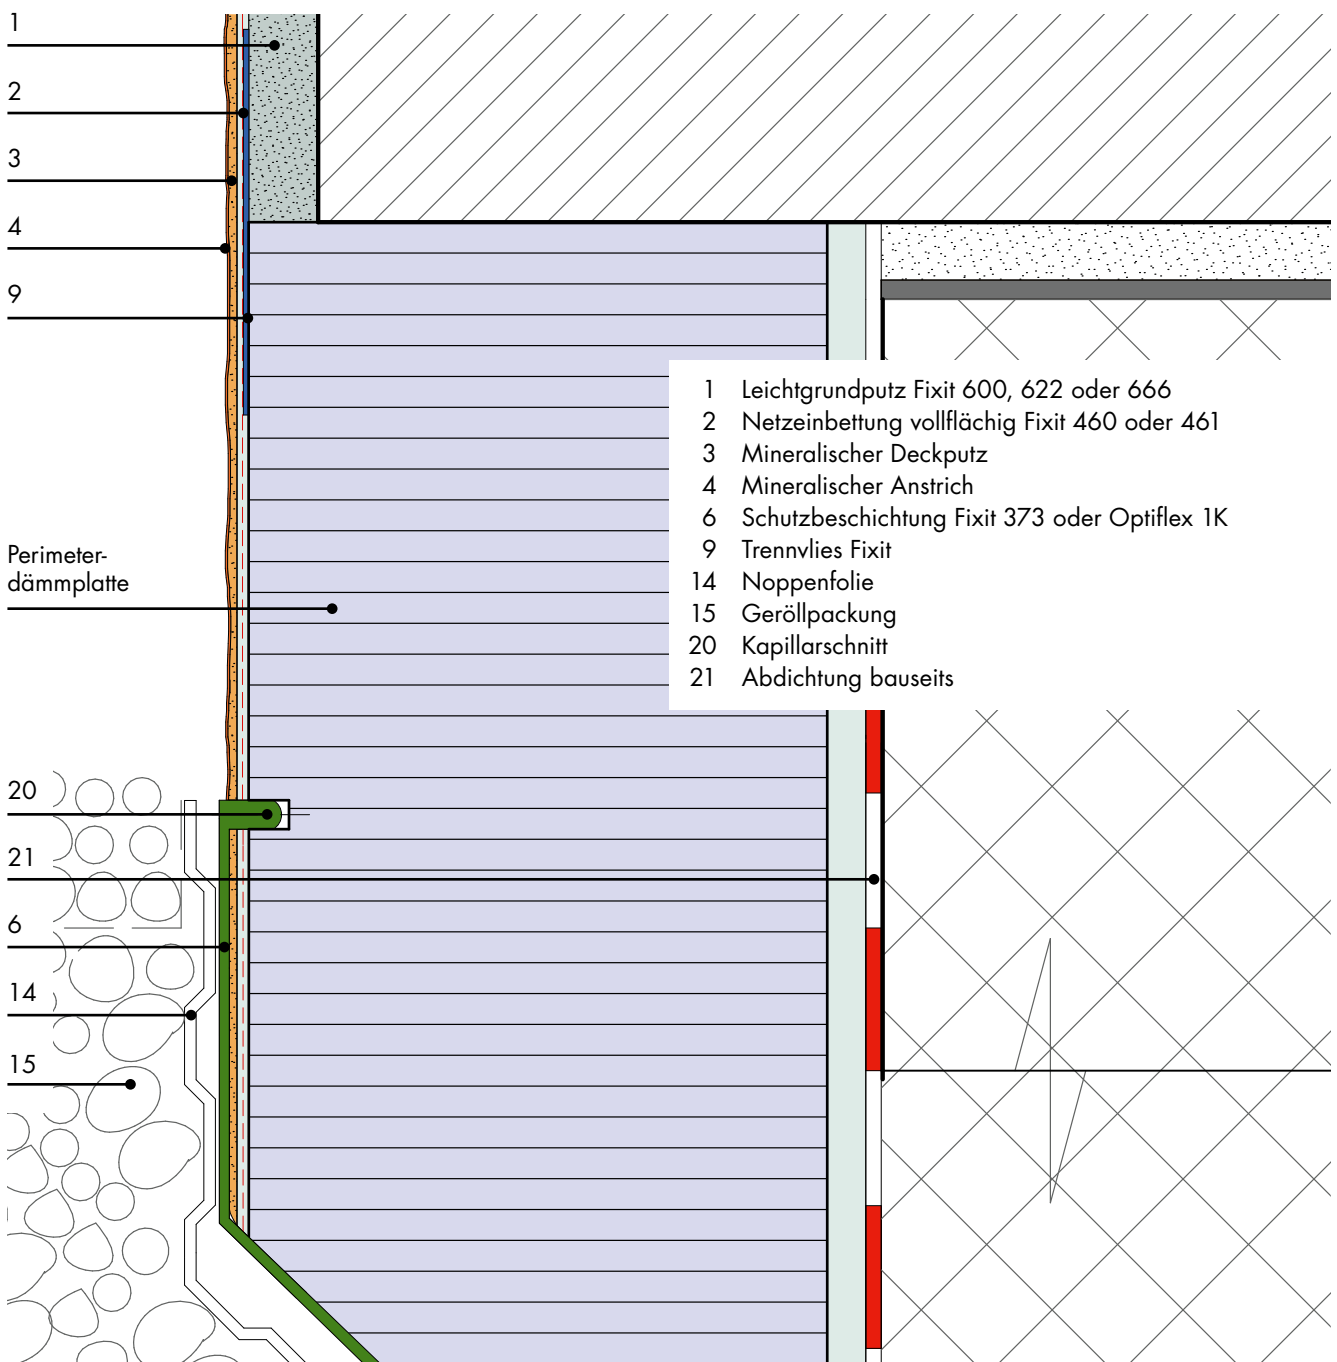 1
2
3
4
9
Perimeter-
dämmplatte
20
21
6
14
15
1 Leichtgrundputz Fixit 600, 622 oder 666
2 Netzeinbettung vollflächig Fixit 460 oder 461
3 Mineralischer Deckputz
4 Mineralischer Anstrich
6 Schutzbeschichtung Fixit 373 oder Optiflex 1K
9 Trennvlies Fixit
14 Noppenfolie
15 Geröllpackung
20 Kapillarschnitt
21 Abdichtung bauseits